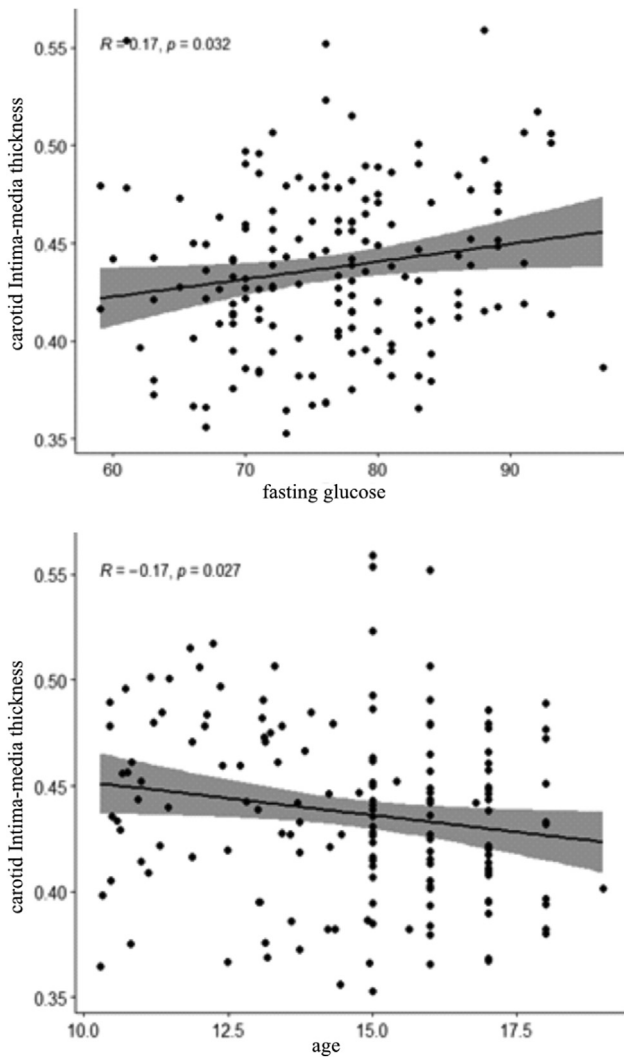 R = 0.17, p = 0.032
0.55
0.50
0.45
0.40
0.35
carotid Intima-media thickness
60 70 80 90
fasting glucose
R = −0.17, p = 0.027
0.55
0.50
0.45
0.40
0.35
carotid Intima-media thickness
10.0 12.5 15.0 17.5
age